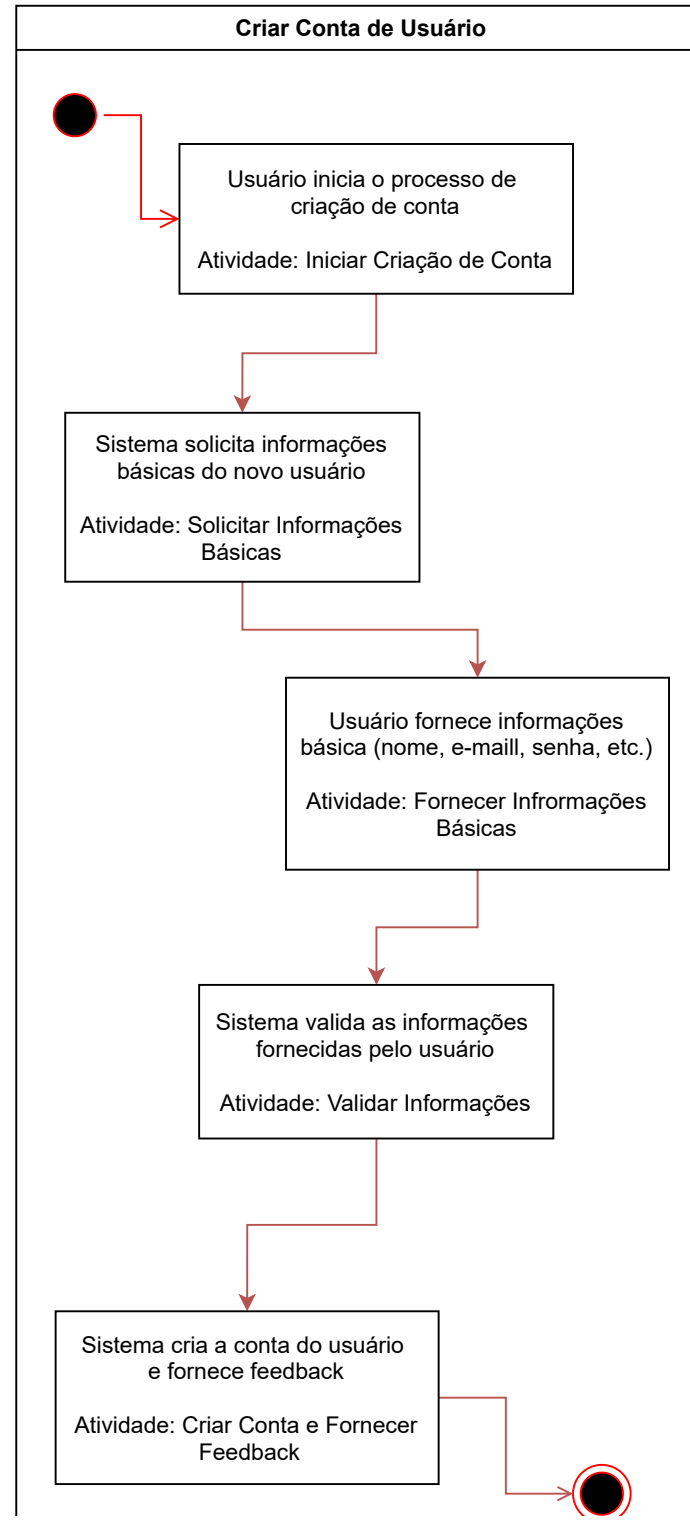 Criar Conta de Usuário
Usuário inicia o processo de
criação de conta
Atividade: Iniciar Criação de Conta
Sistema solicita informações
básicas do novo usuário
Atividade: Solicitar Informações
Básicas
Usuário fornece informações
básica (nome, e-maill, senha, etc.)
Atividade: Fornecer Infrormações
Básicas
Sistema valida as informações
fornecidas pelo usuário
Atividade: Validar Informações
Sistema cria a conta do usuário
e fornece feedback
Atividade: Criar Conta e Fornecer
Feedback